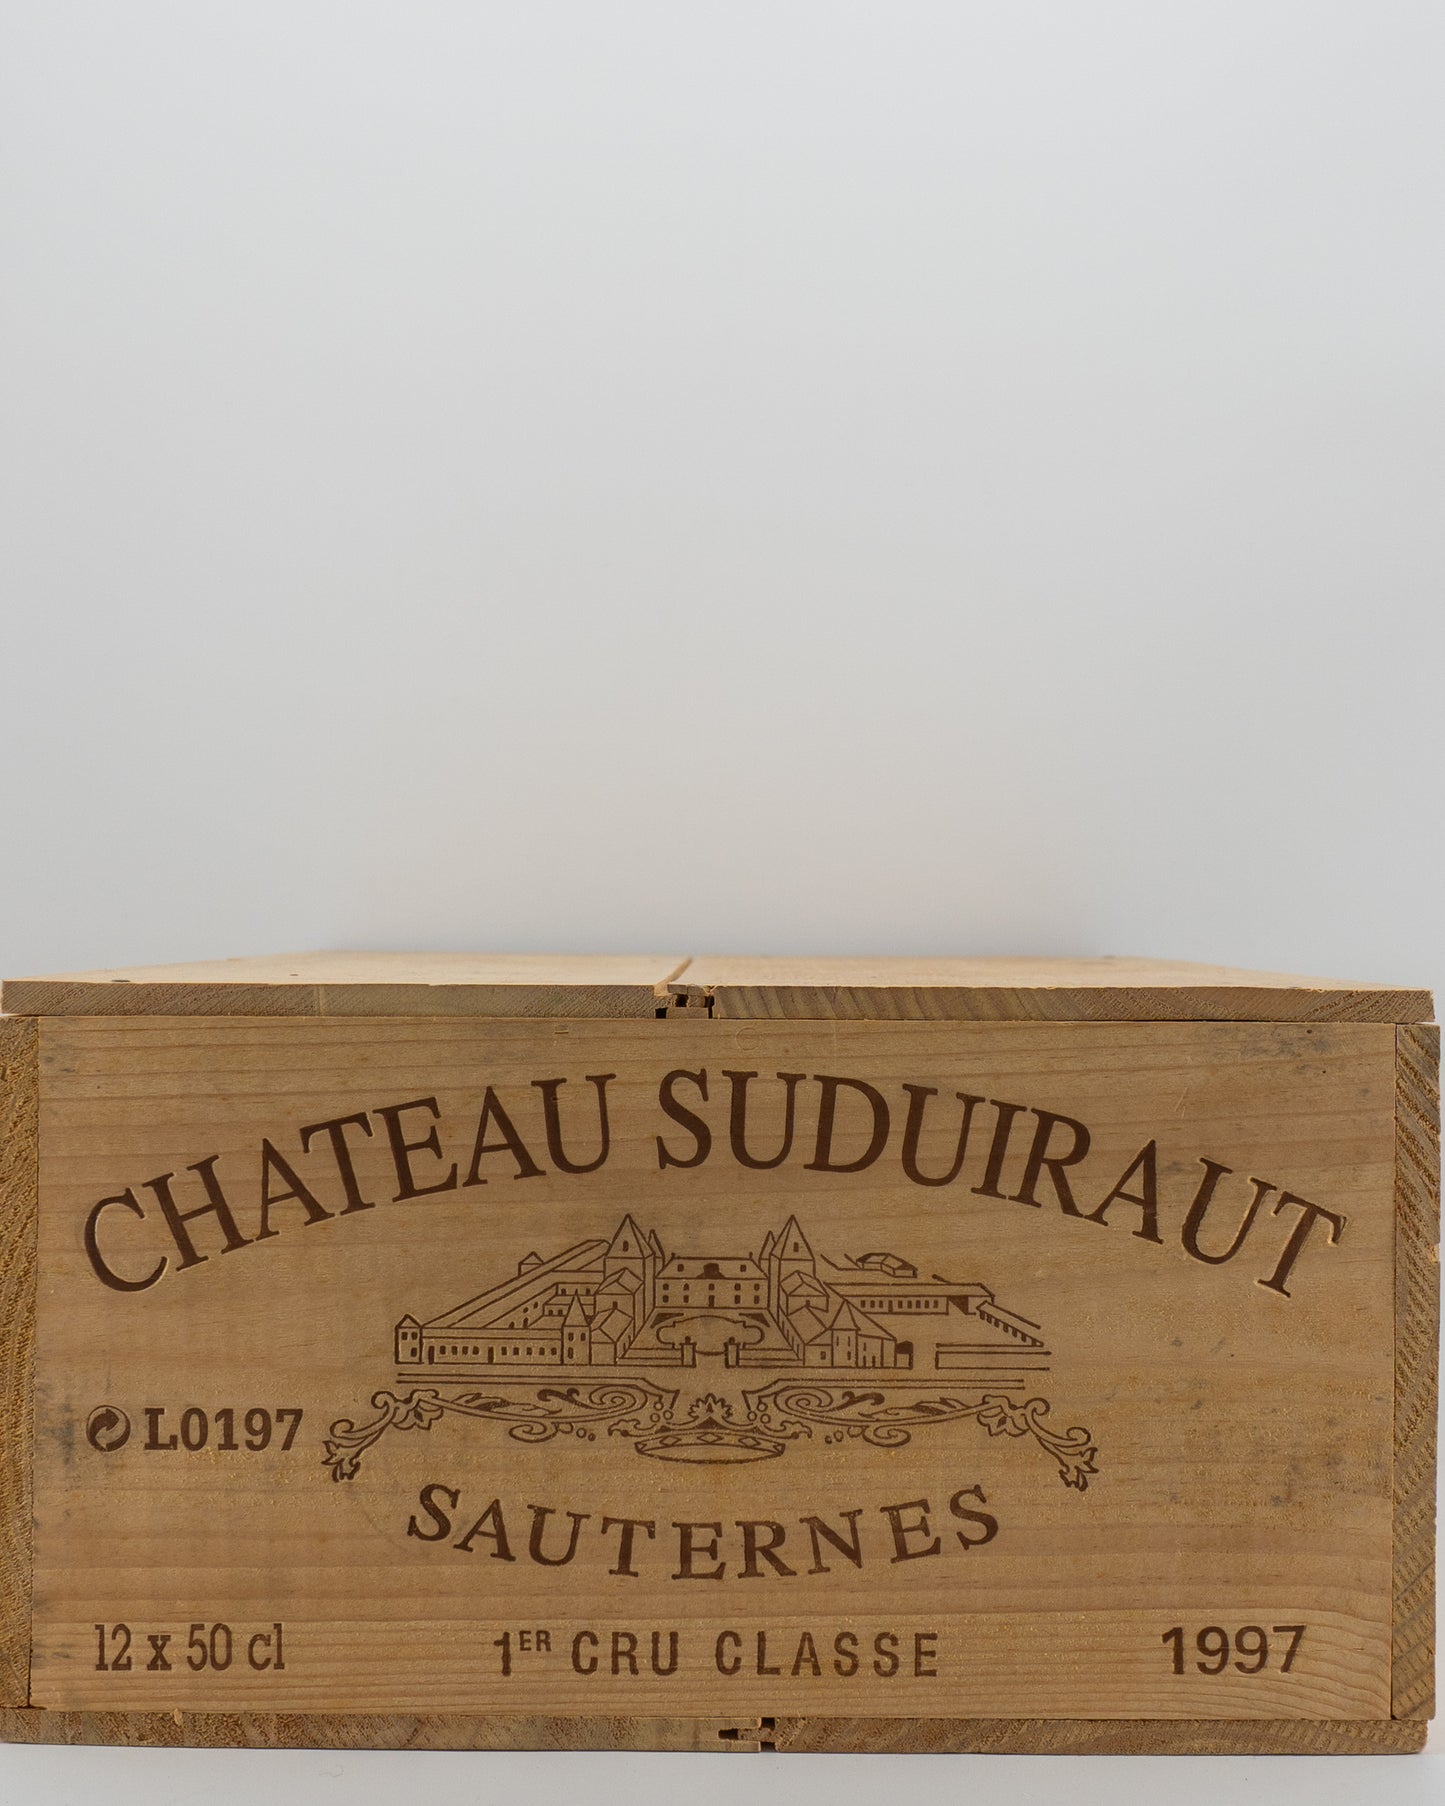 CHATEAU SUDUIRAUT
L0197
SAUTERNES
12 x 50 cl
1ER CRU CLASSE
1997